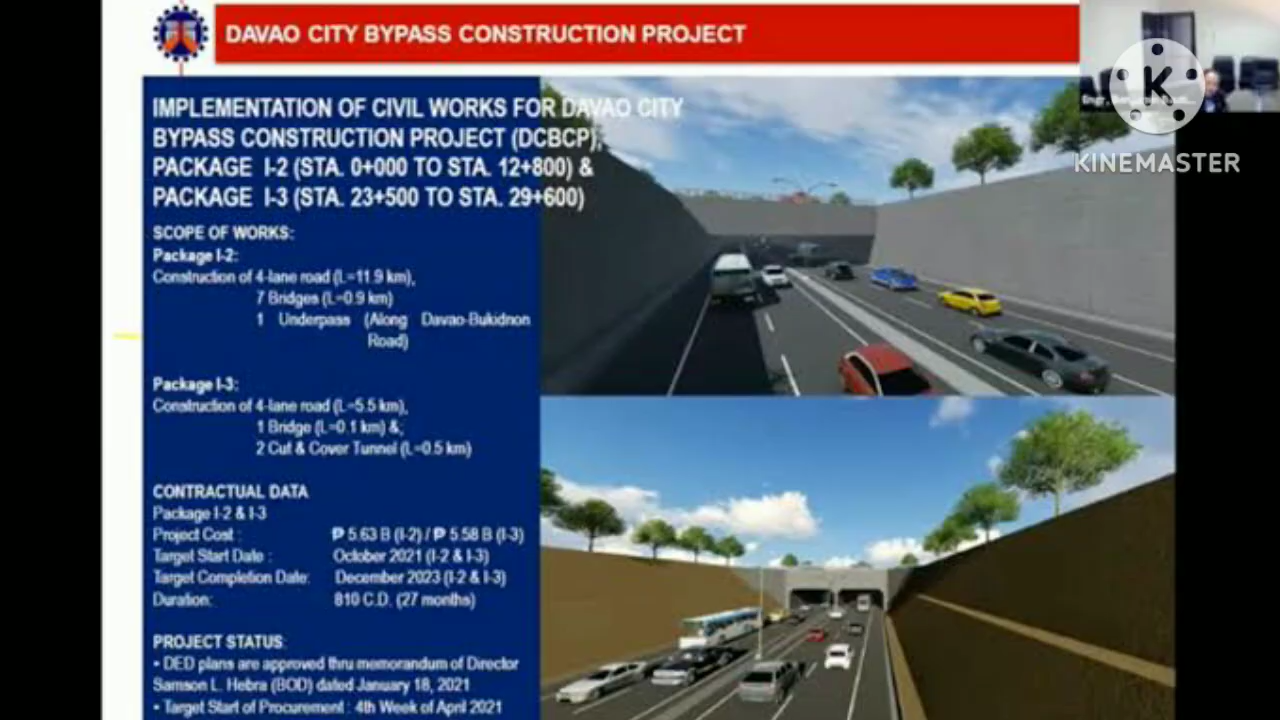 DAVAO CITY BYPASS CONSTRUCTION PROJECT
IMPLEMENTATION OF CIVIL WORKS FOR DAVAO CITY
BYPASS CONSTRUCTION PROJECT (DCBCP),
PACKAGE I-2 (STA. 0+000 TO STA. 12+800) &
PACKAGE I-3 (STA. 23+500 TO STA. 29+600)
SCOPE OF WORKS:
Package I-2:
Construction of 4-lane road (L=11.9 km),
7 Bridges (L=0.9 km)
1 Underpass (Along Davao-Bukidnon
Road)
Package I-3:
Construction of 4-lane road (L=5.5 km),
1 Bridge (L=0.1 km) &;
2 Cut & Cover Tunnel (L=0.5 km)
CONTRACTUAL DATA
Package I-2 & I-3
Project Cost : ₱ 5.63 B (I-2) / ₱ 5.58 B (I-3)
Target Start Date : October 2021 (I-2 & I-3)
Target Completion Date: December 2023 (I-2 & I-3)
Duration: 810 C.D. (27 months)
PROJECT STATUS:
• DED plans are approved thru memorandum of Director
Samson L. Hebra (BOD) dated January 18, 2021
• Target Start of Procurement : 4th Week of April 2021
K
KINEMASTER